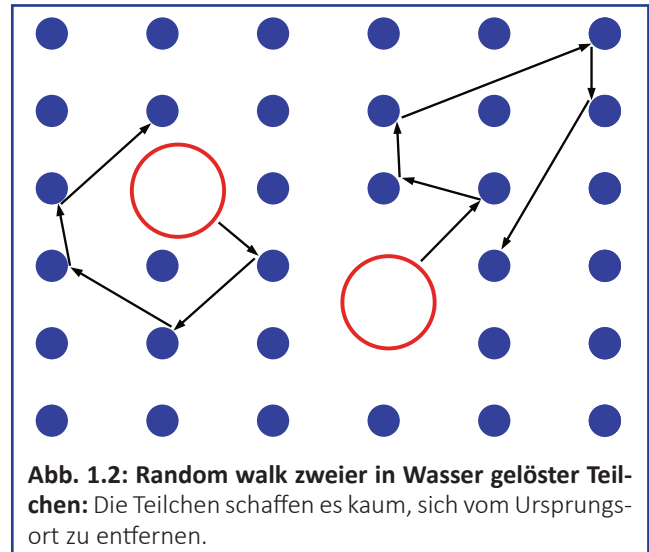 Abb. 1.2: Random walk zweier in Wasser gelöster Teil-
chen: Die Teilchen schaffen es kaum, sich vom Ursprungs-
ort zu entfernen.